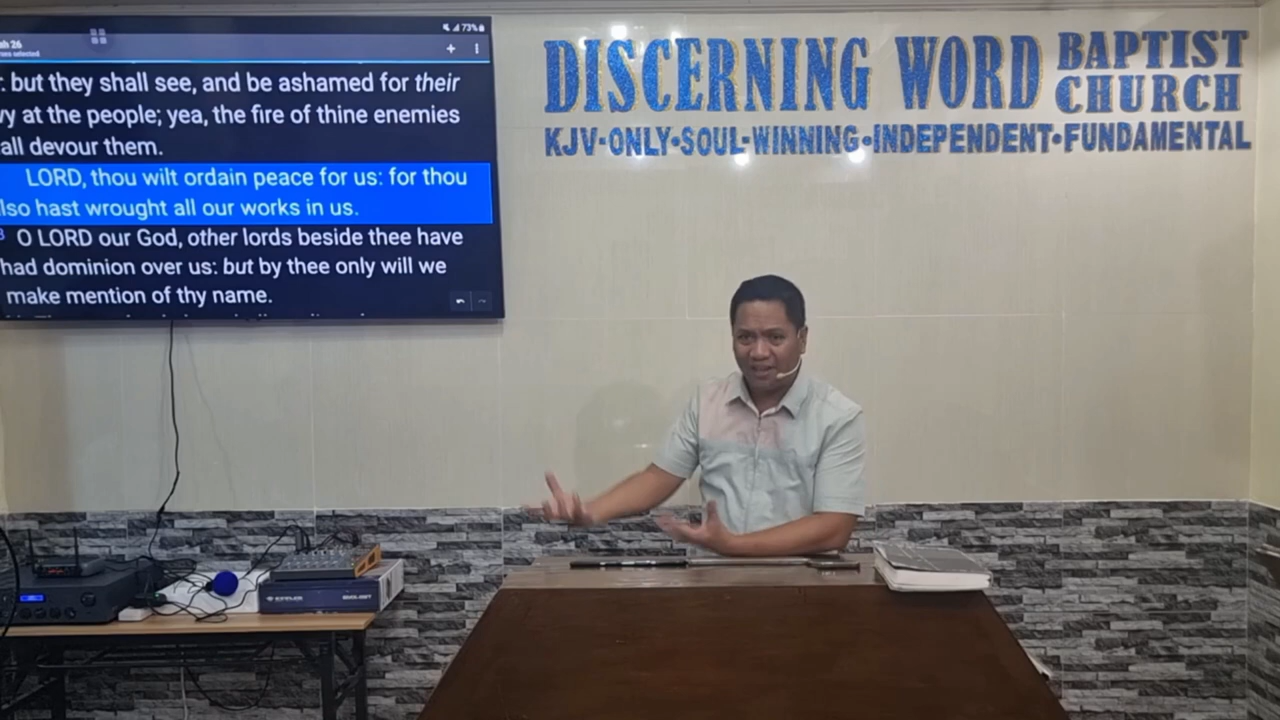 73%
ah 26
but they shall see, and be ashamed for their
at the people; yea, the fire of thine enemies
all devour them.
LORD, thou wilt ordain peace for us: for thou
lso hast wrought all our works in us.
O LORD our God, other lords beside thee have
had dominion over us: but by thee only will we
make mention of thy name.
DISCERNING WORD BAPTIST
CHURCH
KJV-ONLY•SOUL-WINNING•INDEPENDENT•FUNDAMENTAL